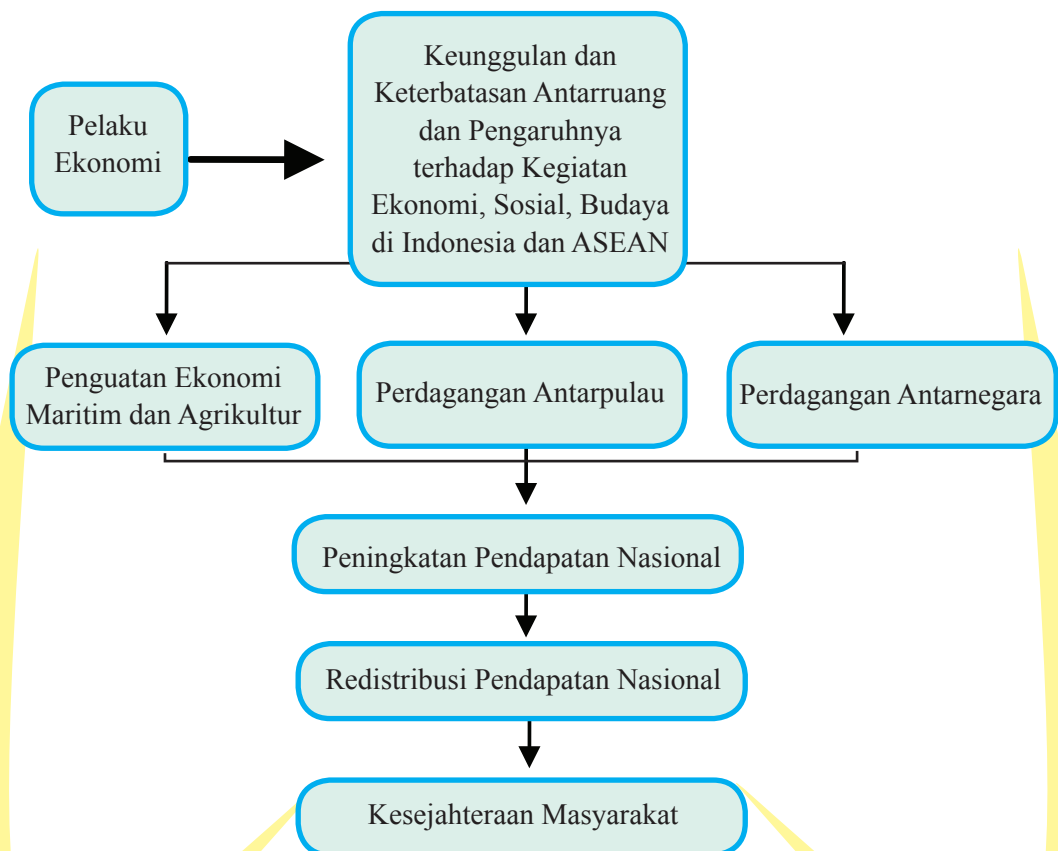 Pelaku
Ekonomi
Keunggulan dan
Keterbatasan Antarruang
dan Pengaruhnya
terhadap Kegiatan
Ekonomi, Sosial, Budaya
di Indonesia dan ASEAN
Penguatan Ekonomi
Maritim dan Agrikultur
Perdagangan Antarpulau
Perdagangan Antarnegara
Peningkatan Pendapatan Nasional
Redistribusi Pendapatan Nasional
Kesejahteraan Masyarakat